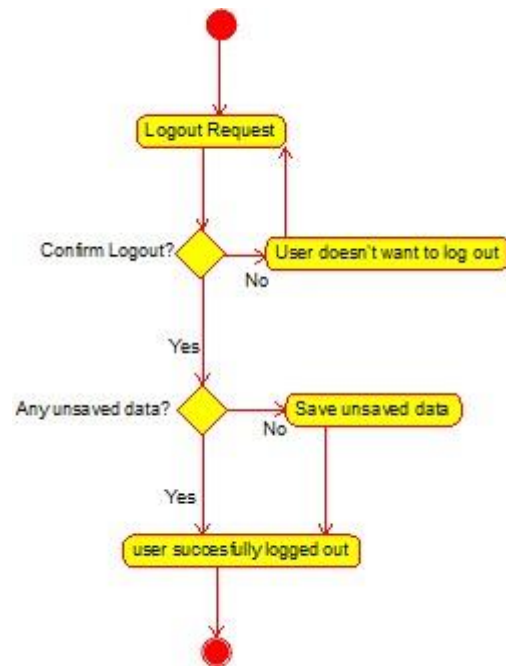 Logout Request
Confirm Logout?
User doesn't want to log out
No
Yes
Any unsaved data?
Save unsaved data
No
Yes
user succesfully logged out